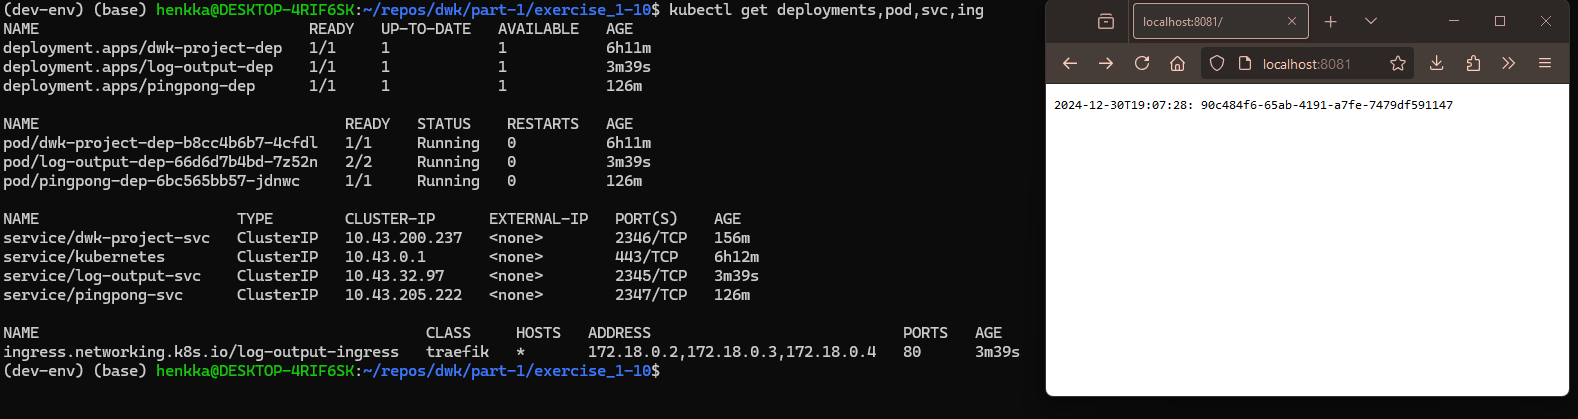 (dev-env) (base) henkka@DESKTOP-4RIF6SK:~/repos/dwk/part-1/exercise_1-10$ kubectl get deployments,pod,svc,ing
NAME READY UP-TO-DATE AVAILABLE AGE
deployment.apps/dwk-project-dep 1/1 1 1 6h11m
deployment.apps/log-output-dep 1/1 1 1 3m39s
deployment.apps/pingpong-dep 1/1 1 1 126m
NAME READY STATUS RESTARTS AGE
pod/dwk-project-dep-b8cc4b6b7-4cfdl 1/1 Running 0 6h11m
pod/log-output-dep-66d6d7b4bd-7z52n 2/2 Running 0 3m39s
pod/pingpong-dep-6bc565bb57-jdnwc 1/1 Running 0 126m
NAME TYPE CLUSTER-IP EXTERNAL-IP PORT(S) AGE
service/dwk-project-svc ClusterIP 10.43.200.237 <none> 2346/TCP 156m
service/kubernetes ClusterIP 10.43.0.1 <none> 443/TCP 6h12m
service/log-output-svc ClusterIP 10.43.32.97 <none> 2345/TCP 3m39s
service/pingpong-svc ClusterIP 10.43.205.222 <none> 2347/TCP 126m
NAME CLASS HOSTS ADDRESS PORTS AGE
ingress.networking.k8s.io/log-output-ingress traefik * 172.18.0.2,172.18.0.3,172.18.0.4 80 3m39s
(dev-env) (base) henkka@DESKTOP-4RIF6SK:~/repos/dwk/part-1/exercise_1-10$
localhost:8081/
localhost:8081
2024-12-30T19:07:28: 90c484f6-65ab-4191-a7fe-7479df591147